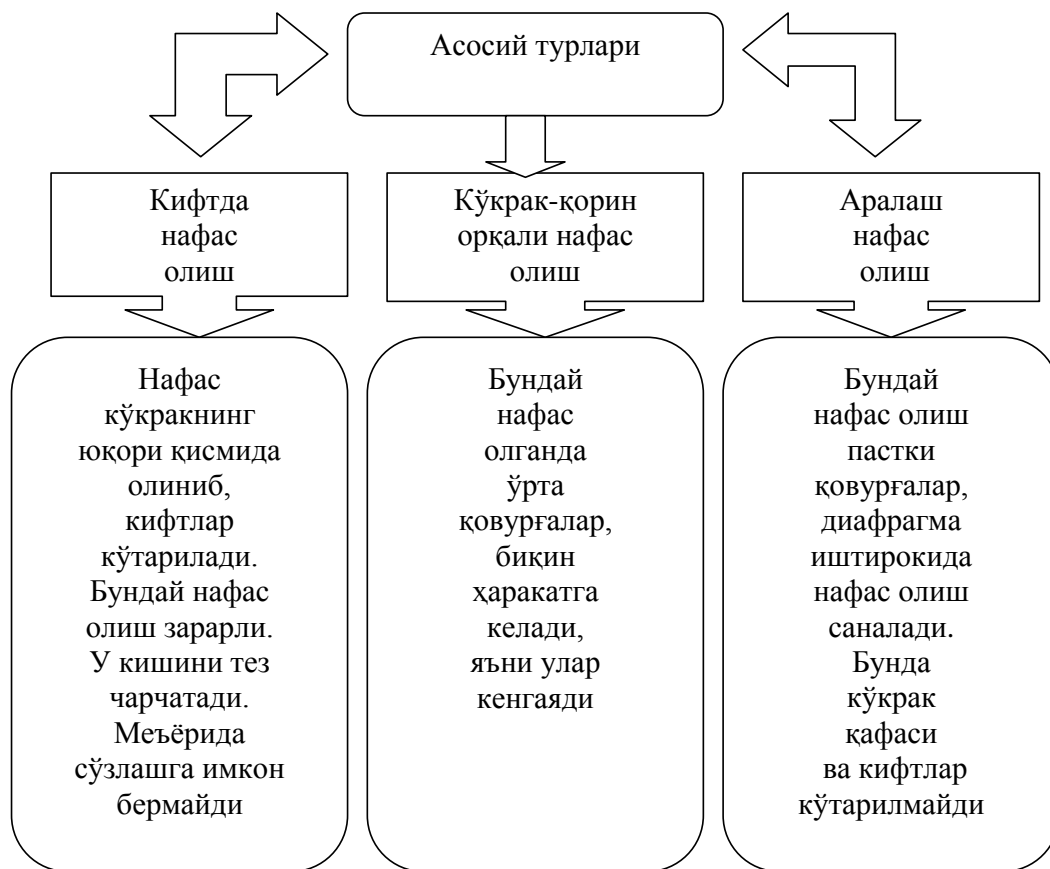 Асосий турлари
Кифтда
нафас
олиш
Кўкрак-қорин
орқали нафас
олиш
Аралаш
нафас
олиш
Нафас
кўкракнинг
юқори қисмида
олиниб,
кифтлар
кўтарилади.
Бундай нафас
олиш зарарли.
У кишини тез
чарчатади.
Меъёрида
сўзлашга имкон
бермайди
Бундай
нафас
олганда
ўрта
қовурғалар,
биқин
ҳаракатга
келади,
яъни улар
кенгаяди
Бундай
нафас олиш
пастки
қовурғалар,
диафрагма
иштирокида
нафас олиш
саналади.
Бунда
кўкрак
қафаси
ва кифтлар
кўтарилмайди